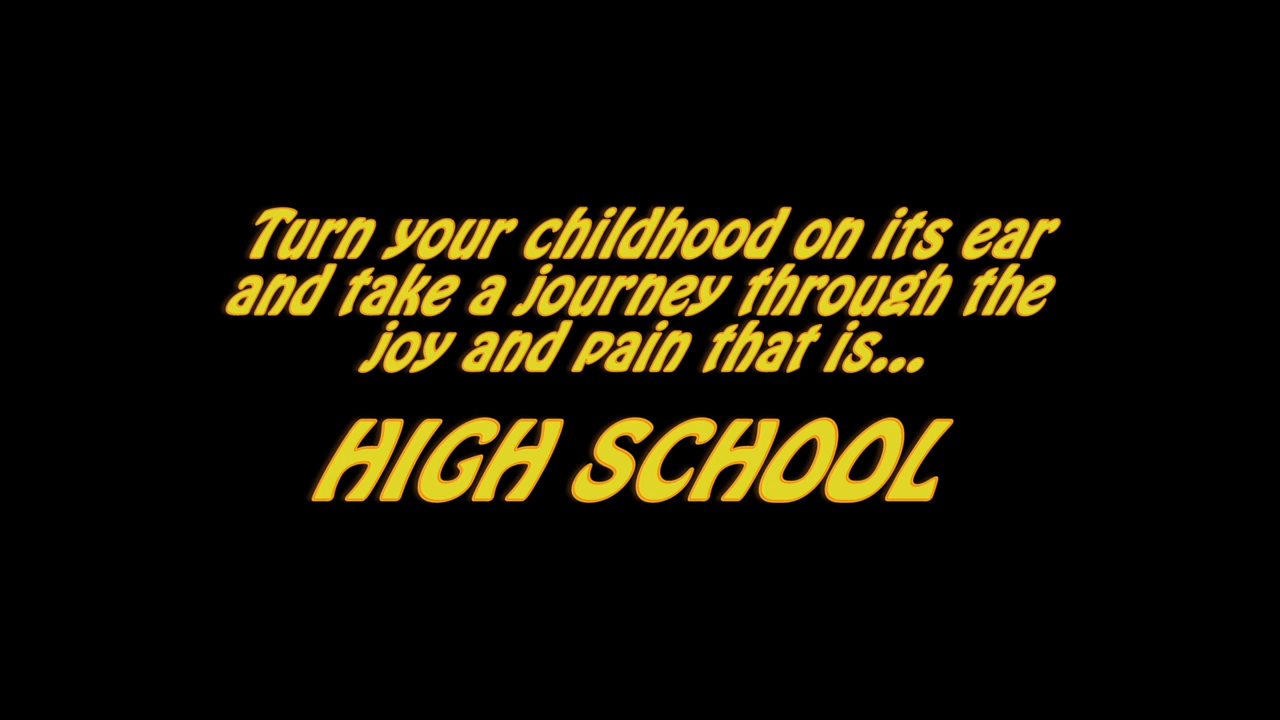 Turn your childhood on its ear
and take a journey through the
joy and pain that is...
HIGH SCHOOL